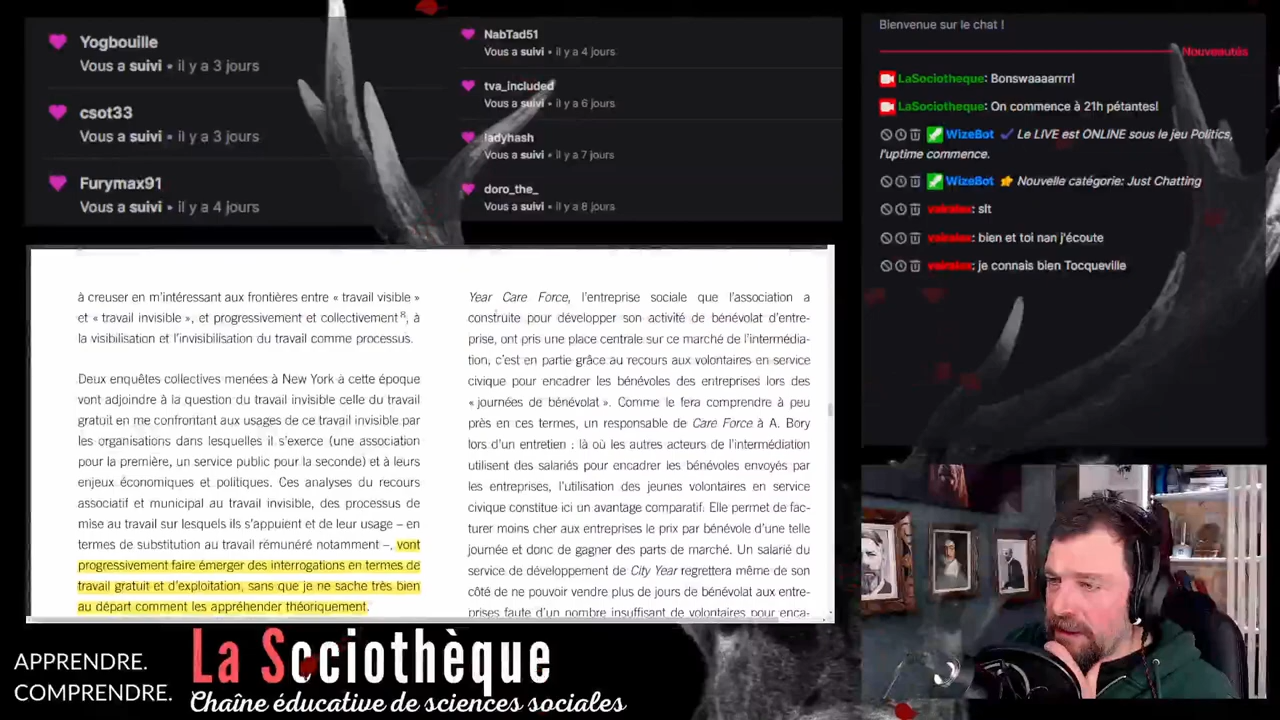 Yogbouille
Vous a suivi • il y a 3 jours
csot33
Vous a suivi • il y a 3 jours
Furymax91
Vous a suivi • il y a 4 jours
NabTad51
Vous a suivi • il y a 4 jours
tva_included
Vous a suivi • il y a 6 jours
ladyhash
Vous a suivi • il y a 7 jours
doro_the_
Vous a suivi • il y a 8 jours
Bienvenue sur le chat !
Nouveautés
LaSociotheque: Bonswaaaarrrr!
LaSociotheque: On commence à 21h pétantes!
WizeBot Le LIVE est ONLINE sous le jeu Politics,
l'uptime commence.
WizeBot Nouvelle catégorie: Just Chatting
: slt
: bien et toi nan j'écoute
: je connais bien Tocqueville
à creuser en m'intéressant aux frontières entre « travail visible »
et « travail invisible », et progressivement et collectivement⁸, à
la visibilisation et l'invisibilisation du travail comme processus.
Deux enquêtes collectives menées à New York à cette époque
vont adjoindre à la question du travail invisible celle du travail
gratuit en me confrontant aux usages de ce travail invisible par
les organisations dans lesquelles il s'exerce (une association
pour la première, un service public pour la seconde) et à leurs
enjeux économiques et politiques. Ces analyses du recours
associatif et municipal au travail invisible, des processus de
mise au travail sur lesquels ils s'appuient et de leur usage – en
termes de substitution au travail rémunéré notamment –, vont
progressivement faire émerger des interrogations en termes de
travail gratuit et d'exploitation, sans que je ne sache très bien
au départ comment les appréhender théoriquement.
Year Care Force, l'entreprise sociale que l'association a
construite pour développer son activité de bénévolat d'entre-
prise, ont pris une place centrale sur ce marché de l'intermédia-
tion, c'est en partie grâce au recours aux volontaires en service
civique pour encadrer les bénévoles des entreprises lors des
« journées de bénévolat ». Comme le fera comprendre à peu
près en ces termes, un responsable de Care Force à A. Bory
lors d'un entretien : là où les autres acteurs de l'intermédiation
utilisent des salariés pour encadrer les bénévoles envoyés par
les entreprises, l'utilisation des jeunes volontaires en service
civique constitue ici un avantage comparatif. Elle permet de fac-
turer moins cher aux entreprises le prix par bénévole d'une telle
journée et donc de gagner des parts de marché. Un salarié du
service de développement de City Year regrettera même de son
côté de ne pouvoir vendre plus de jours de bénévolat aux entre-
prises faute d'un nombre insuffisant de volontaires pour enca-
APPRENDRE.
COMPRENDRE.
La Sociothèque
Chaîne éducative de sciences sociales